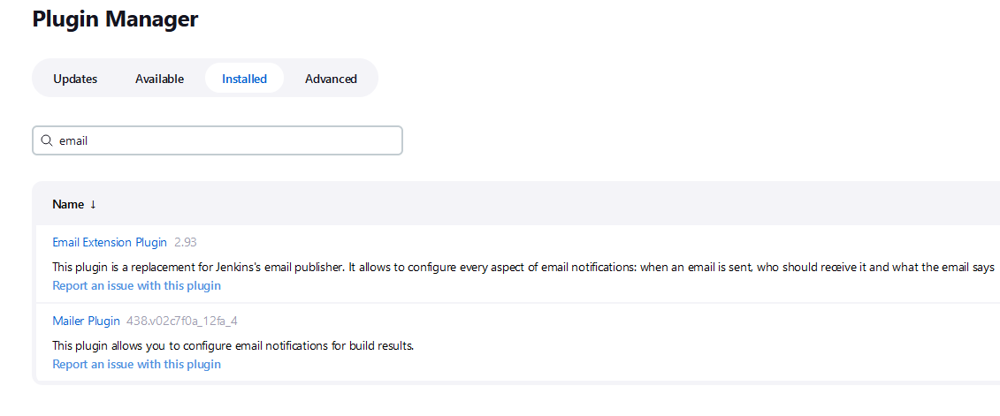 Plugin Manager
Updates Available Installed Advanced
email
Name ↓
Email Extension Plugin 2.93
This plugin is a replacement for Jenkins's email publisher. It allows to configure every aspect of email notifications: when an email is sent, who should receive it and what the email says
Report an issue with this plugin
Mailer Plugin 438.v02c7f0a_12fa_4
This plugin allows you to configure email notifications for build results.
Report an issue with this plugin